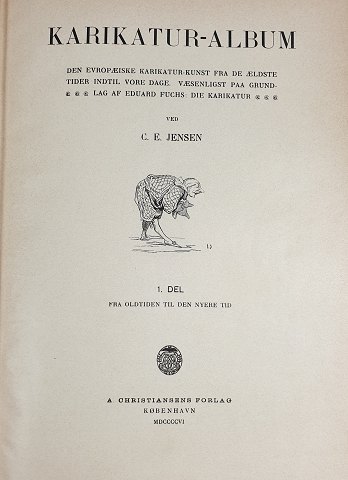 KARIKATUR-ALBUM
DEN EVROPÆISKE KARIKATUR-KUNST FRA DE ÆLDSTE
TIDER INDTIL VORE DAGE. VÆSENLIGST PAA GRUND-
LAG AF EDUARD FUCHS: DIE KARIKATUR
VED
C. E. JENSEN
1. DEL
FRA OLDTIDEN TIL DEN NYERE TID
A. CHRISTIANSENS FORLAG
KØBENHAVN
MDCCCCVI